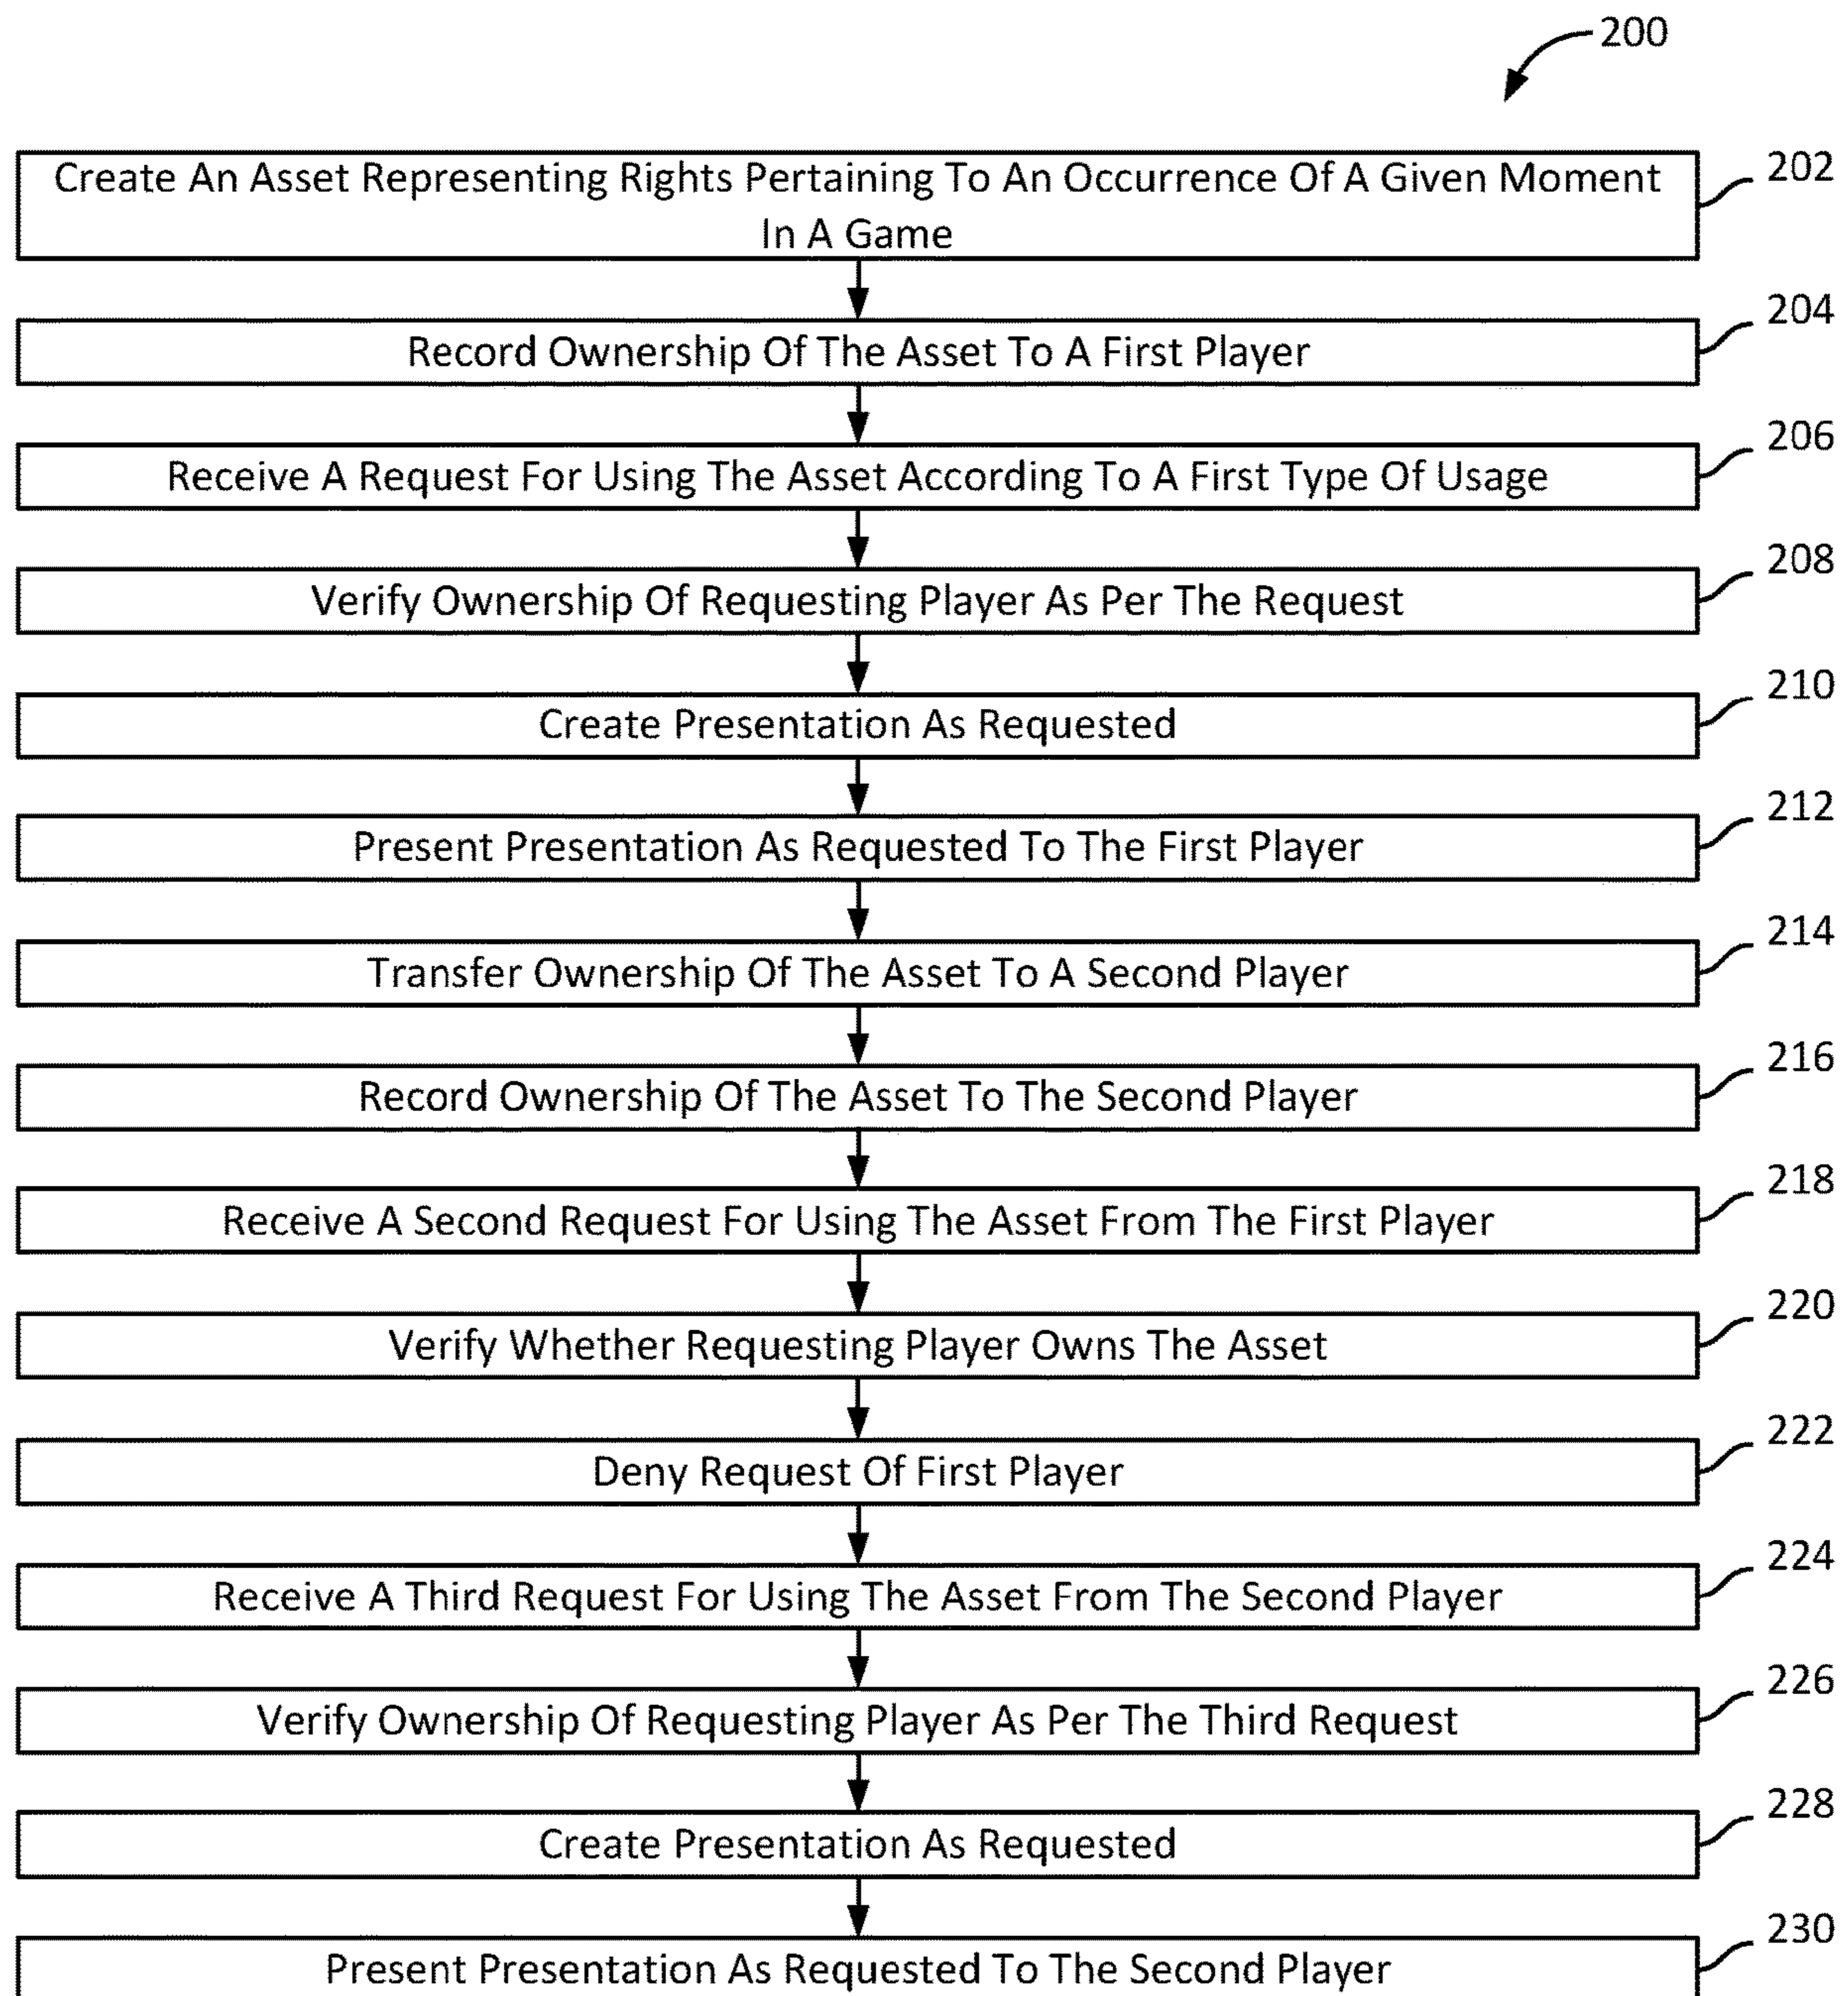 200
Create An Asset Representing Rights Pertaining To An Occurrence Of A Given Moment
In A Game
202
Record Ownership Of The Asset To A First Player
204
Receive A Request For Using The Asset According To A First Type Of Usage
206
Verify Ownership Of Requesting Player As Per The Request
208
Create Presentation As Requested
210
Present Presentation As Requested To The First Player
212
Transfer Ownership Of The Asset To A Second Player
214
Record Ownership Of The Asset To The Second Player
216
Receive A Second Request For Using The Asset From The First Player
218
Verify Whether Requesting Player Owns The Asset
220
Deny Request Of First Player
222
Receive A Third Request For Using The Asset From The Second Player
224
Verify Ownership Of Requesting Player As Per The Third Request
226
Create Presentation As Requested
228
Present Presentation As Requested To The Second Player
230